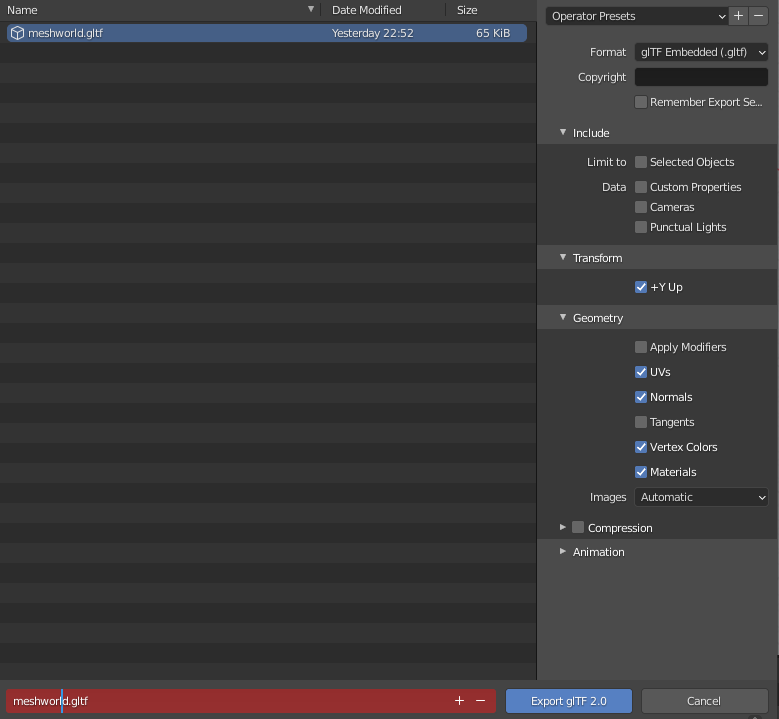 Name Date Modified Size
meshworld.gltf Yesterday 22:52 65 KiB
Operator Presets
Format glTF Embedded (.gltf)
Copyright
Remember Export Se...
Include
Limit to Selected Objects
Data Custom Properties
Cameras
Punctual Lights
Transform
+Y Up
Geometry
Apply Modifiers
UVs
Normals
Tangents
Vertex Colors
Materials
Images Automatic
Compression
Animation
meshworld.gltf + − Export glTF 2.0 Cancel